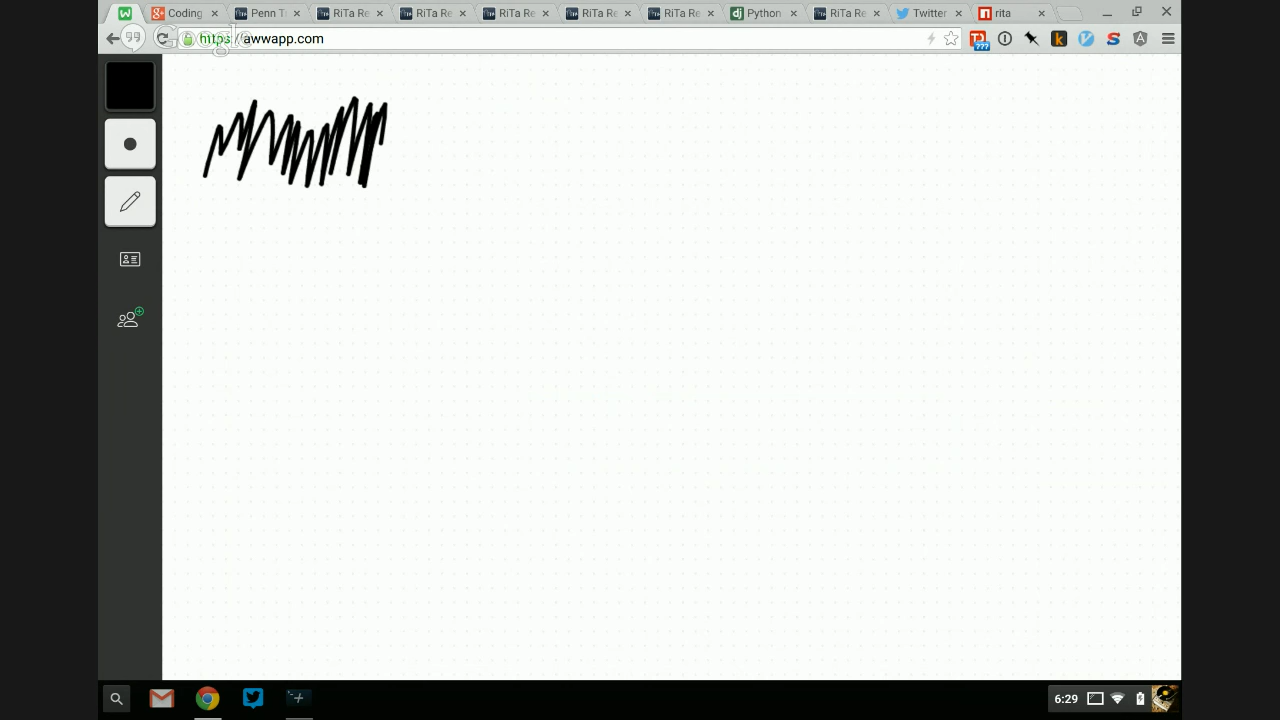 Coding
Penn T
RiTa Re
RiTa Re
RiTa Re
RiTa Re
RiTa Re
Python
RiTa Re
Twitter
rita
https://awwapp.com
???
6:29